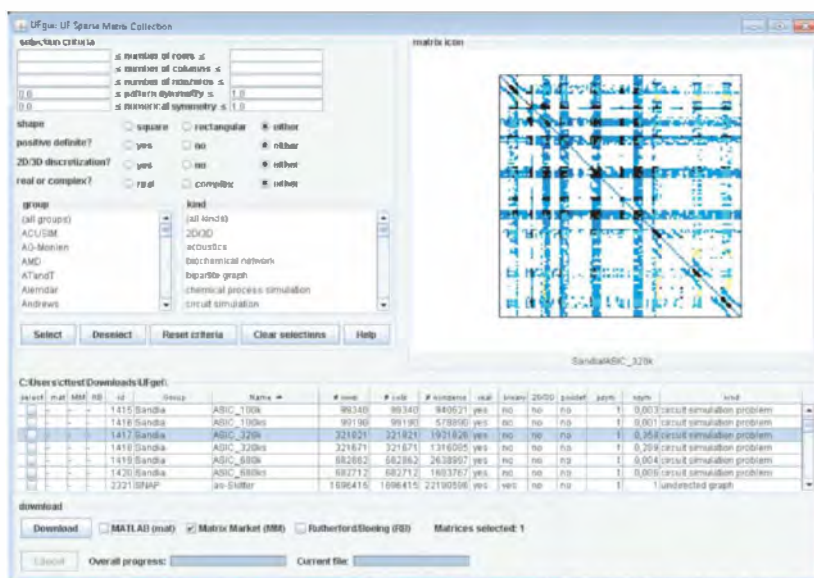 UFgui: UF Sparse Matrix Collection
selection criteria
≤ number of rows ≤
≤ number of columns ≤
≤ number of nonzeros ≤
0.0 ≤ pattern symmetry ≤ 1.0
0.0 ≤ numerical symmetry ≤ 1.0
shape square rectangular either
positive definite? yes no either
2D/3D discretization? yes no either
real or complex? real complex either
group kind
(all groups) (all kinds)
ACUSIM 2D/3D
AG-Monien acoustics
AMD biochemical network
ATandT bipartite graph
Alemdar chemical process simulation
Andrews circuit simulation
Select Deselect Reset criteria Clear selections Help
matrix icon
Sandia/ASIC_320k
C:\Users\cttest\Downloads\UFget\
select mat MM RB id Group Name # rows # cols # nonzeros real binary 2D/3D posdef psym nsym kind
- - - 1415 Sandia ASIC_100k 99340 99340 940621 yes no no no 1 0,003 circuit simulation problem
- - - 1416 Sandia ASIC_100ks 99190 99190 578890 yes no no no 1 0,001 circuit simulation problem
- - - 1417 Sandia ASIC_320k 321821 321821 1931828 yes no no no 1 circuit simulation problem
- - - 1418 Sandia ASIC_320ks 321671 321671 1316085 yes no no no 1 circuit simulation problem
- - - 1419 Sandia ASIC_680k 682862 682862 2638997 yes no no no 1 0,004 circuit simulation problem
- - - 1420 Sandia ASIC_680ks 682712 682712 1693767 yes no no no 1 circuit simulation problem
- - - 2321 SNAP as-Skitter 1696415 1696415 22190596 yes yes no no 1 1 undirected graph
download
Download MATLAB (mat) Matrix Market (MM) Rutherford/Boeing (RB) Matrices selected: 1
Cancel Overall progress: Current file: